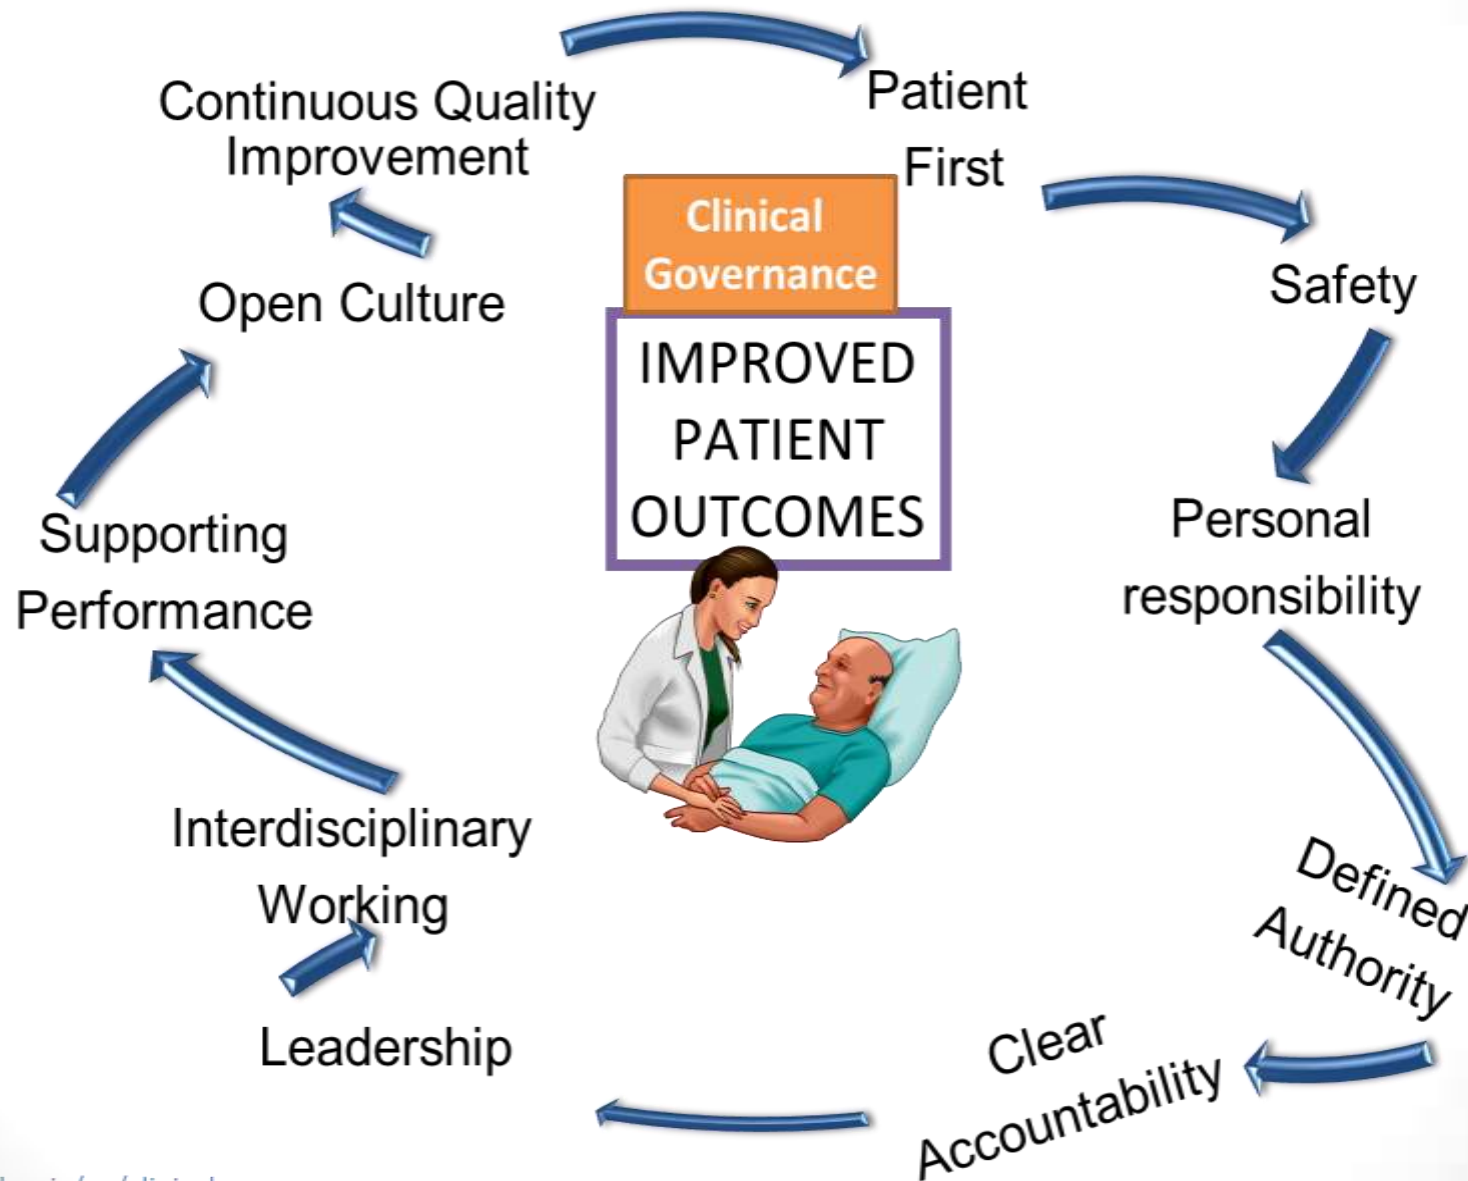 Continuous Quality
Improvement
Patient
First
Clinical
Governance
IMPROVED
PATIENT
OUTCOMES
Safety
Personal
responsibility
Defined
Authority
Clear
Accountability
Leadership
Interdisciplinary
Working
Supporting
Performance
Open Culture